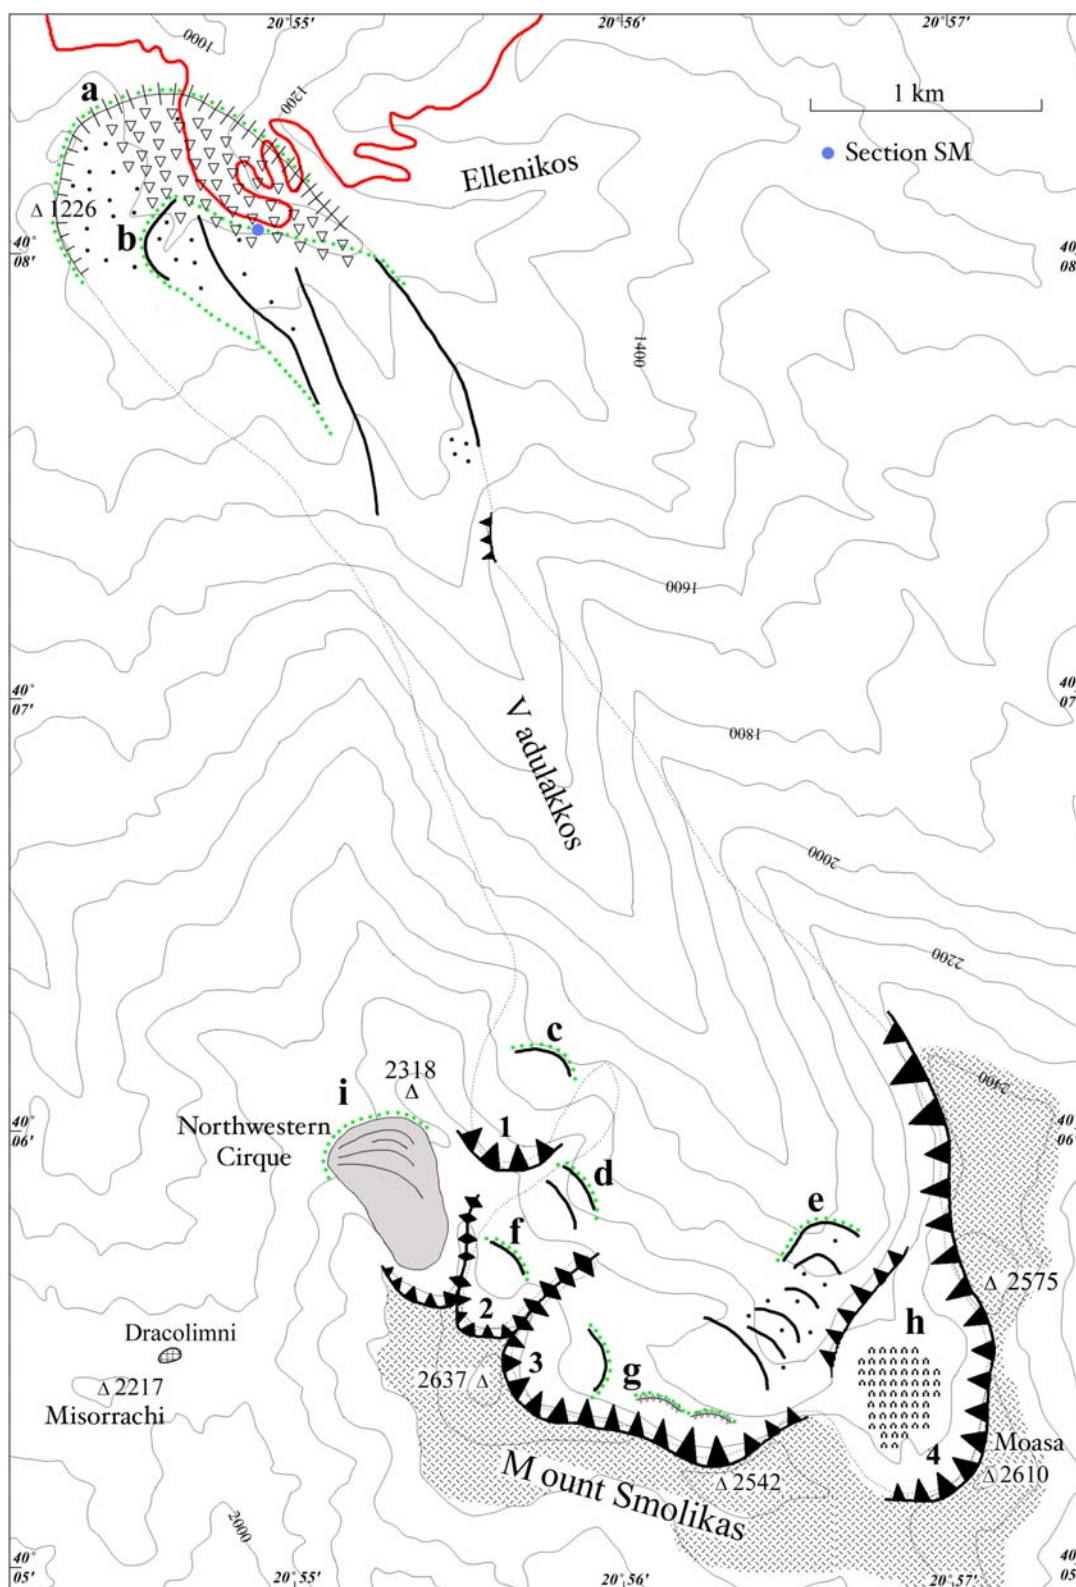 20°55'
20°56'
20°57'
1000
a
1200
1 km
Section SM
Ellenikos
Δ 1226
b
40°
08'
40°
08'
1400
1600
40°
07'
40°
07'
Vadulakkos
1800
2000
2200
c
2318
Δ
2400
i
Northwestern
Cirque
40°
06'
40°
06'
1
d
e
f
Δ 2575
2
h
Dracolimni
3
2637 Δ
g
Δ 2217
Misorrachi
4
Moasa
Δ 2610
Δ 2542
Mount Smolikas
2000
40°
05'
40°
05'
20°55'
20°56'
20°57'